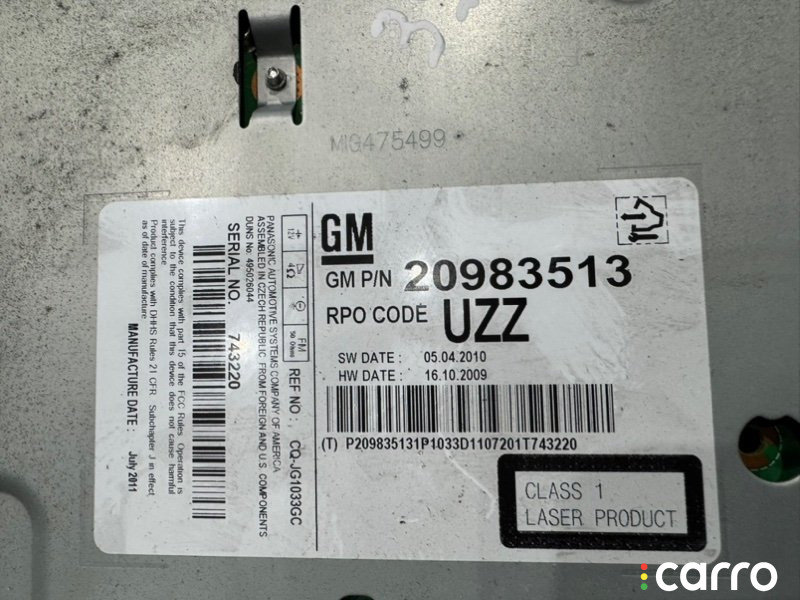 MIG475499
GM
GM P/N 20983513
RPO CODE UZZ
SW DATE : 05.04.2010
HW DATE : 16.10.2009
(T) P209835131P1033D1107201T743220
CLASS 1
LASER PRODUCT
12V
4Ω
FM
50 Ohms
REF NO : , CQ-JG1033GC
PANASONIC AUTOMOTIVE SYSTEMS COMPANY OF AMERICA
ASSEMBLED IN CZECH REPUBLIC FROM FOREIGN AND U.S. COMPONENTS
DUNS No. 495026044
SERIAL NO. 743220
This device complies with part 15 of the FCC Rules. Operation is
subject to the condition that this device does not cause harmful
interference.
Product complies with DHHS Rules 21 CFR Subchapter J in effect
as of date of manufacture.
MANUFACTURE DATE : July 2011
carro